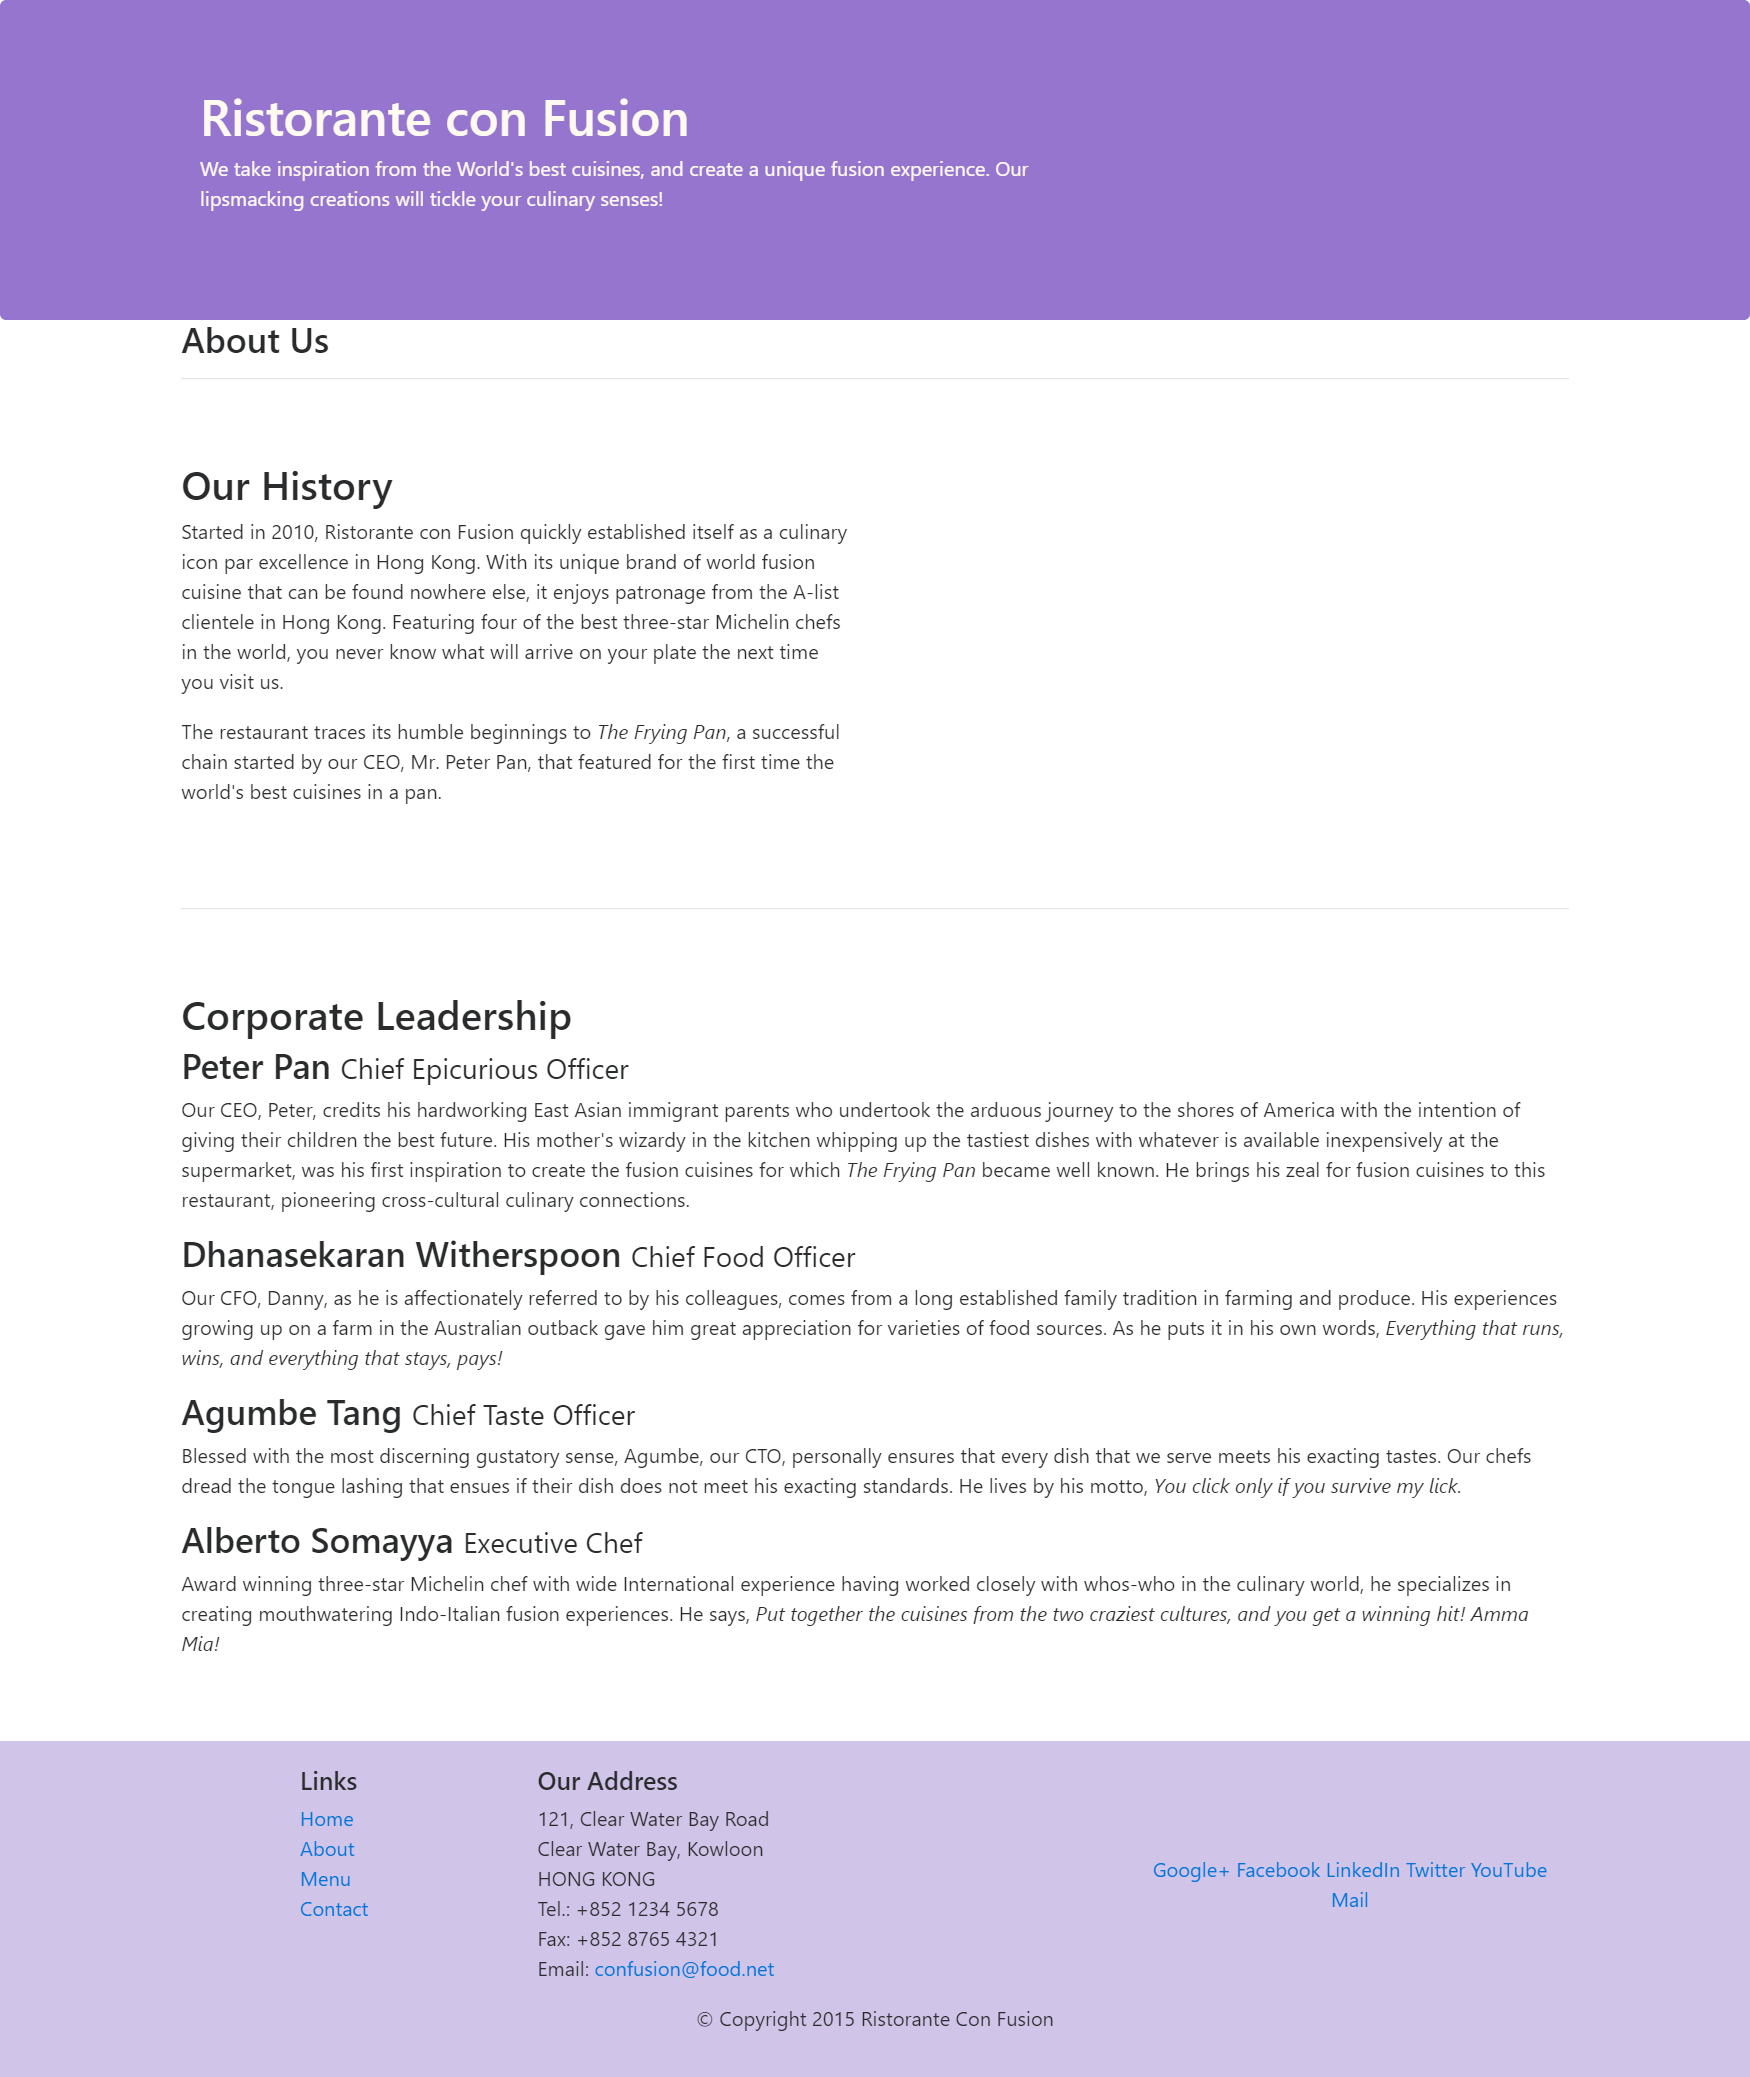 Ristorante con Fusion
We take inspiration from the World's best cuisines, and create a unique fusion experience. Our
lipsmacking creations will tickle your culinary senses!
About Us
Our History
Started in 2010, Ristorante con Fusion quickly established itself as a culinary
icon par excellence in Hong Kong. With its unique brand of world fusion
cuisine that can be found nowhere else, it enjoys patronage from the A-list
clientele in Hong Kong. Featuring four of the best three-star Michelin chefs
in the world, you never know what will arrive on your plate the next time
you visit us.
The restaurant traces its humble beginnings to The Frying Pan, a successful
chain started by our CEO, Mr. Peter Pan, that featured for the first time the
world's best cuisines in a pan.
Corporate Leadership
Peter Pan Chief Epicurious Officer
Our CEO, Peter, credits his hardworking East Asian immigrant parents who undertook the arduous journey to the shores of America with the intention of
giving their children the best future. His mother's wizardy in the kitchen whipping up the tastiest dishes with whatever is available inexpensively at the
supermarket, was his first inspiration to create the fusion cuisines for which The Frying Pan became well known. He brings his zeal for fusion cuisines to this
restaurant, pioneering cross-cultural culinary connections.
Dhanasekaran Witherspoon Chief Food Officer
Our CFO, Danny, as he is affectionately referred to by his colleagues, comes from a long established family tradition in farming and produce. His experiences
growing up on a farm in the Australian outback gave him great appreciation for varieties of food sources. As he puts it in his own words, Everything that runs,
wins, and everything that stays, pays!
Agumbe Tang Chief Taste Officer
Blessed with the most discerning gustatory sense, Agumbe, our CTO, personally ensures that every dish that we serve meets his exacting tastes. Our chefs
dread the tongue lashing that ensues if their dish does not meet his exacting standards. He lives by his motto, You click only if you survive my lick.
Alberto Somayya Executive Chef
Award winning three-star Michelin chef with wide International experience having worked closely with whos-who in the culinary world, he specializes in
creating mouthwatering Indo-Italian fusion experiences. He says, Put together the cuisines from the two craziest cultures, and you get a winning hit! Amma
Mia!
Links
Home
About
Menu
Contact
Our Address
121, Clear Water Bay Road
Clear Water Bay, Kowloon
HONG KONG
Tel.: +852 1234 5678
Fax: +852 8765 4321
Email: confusion@food.net
Google+ Facebook LinkedIn Twitter YouTube
Mail
© Copyright 2015 Ristorante Con Fusion